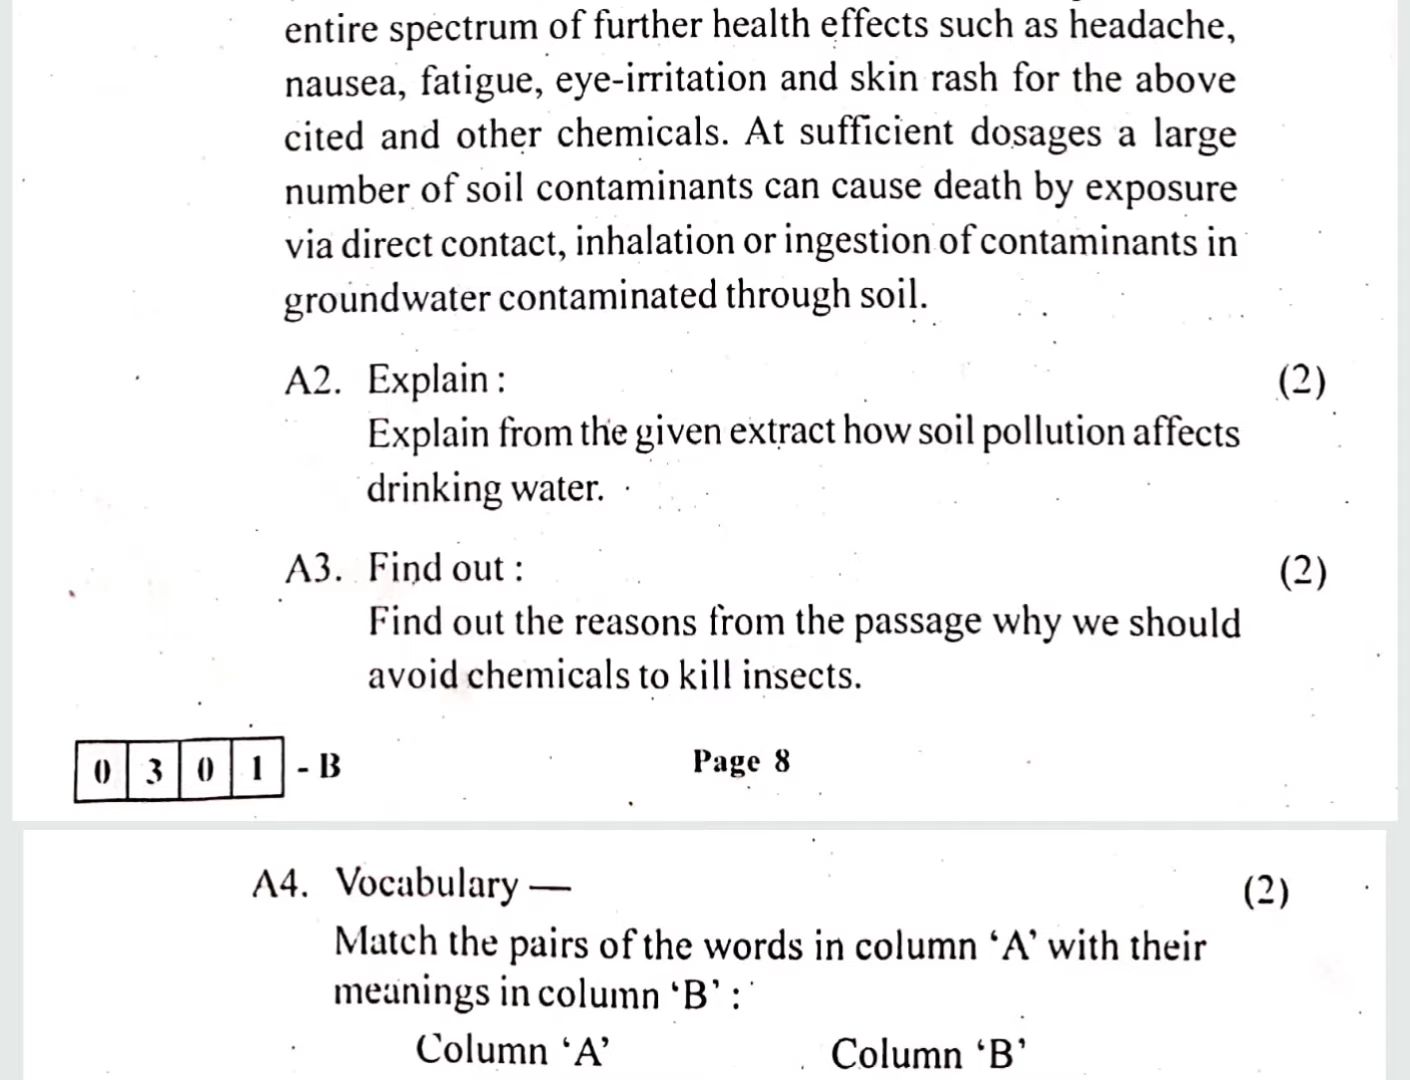 entire spectrum of further health effects such as headache,
nausea, fatigue, eye-irritation and skin rash for the above
cited and other chemicals. At sufficient dosages a large
number of soil contaminants can cause death by exposure
via direct contact, inhalation or ingestion of contaminants in
groundwater contaminated through soil.
A2. Explain : (2)
Explain from the given extract how soil pollution affects
drinking water.
A3. Find out : (2)
Find out the reasons from the passage why we should
avoid chemicals to kill insects.
0 3 0 1 - B Page 8
A4. Vocabulary — (2)
Match the pairs of the words in column ‘A’ with their
meanings in column ‘B’ :
Column ‘A’ Column ‘B’